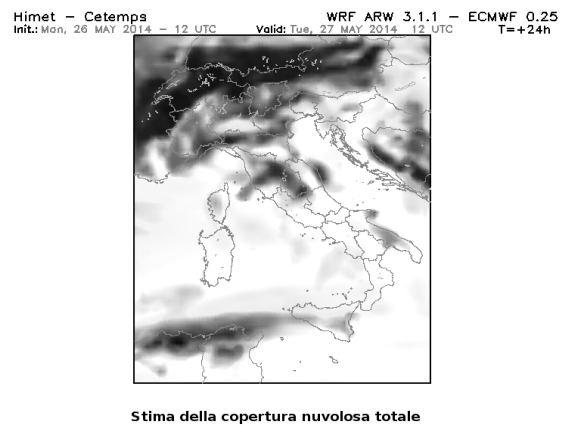 Himet – Cetemps WRF ARW 3.1.1 – ECMWF 0.25
Init.: Mon, 26 MAY 2014 – 12 UTC Valid: Tue, 27 MAY 2014 12 UTC T=+24h
Stima della copertura nuvolosa totale